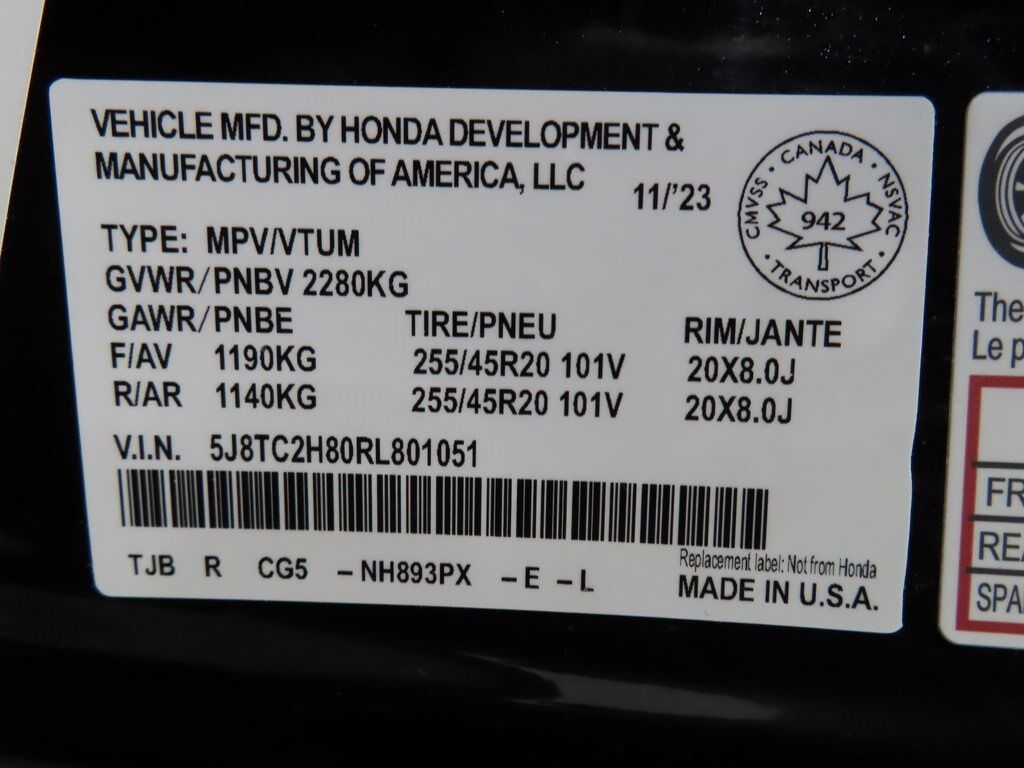 VEHICLE MFD. BY HONDA DEVELOPMENT &
MANUFACTURING OF AMERICA, LLC
11/'23
CANADA · NSVAC · TRANSPORT · CMVSS ·
942
TYPE: MPV/VTUM
GVWR/PNBV 2280KG
GAWR/PNBE TIRE/PNEU RIM/JANTE
F/AV 1190KG 255/45R20 101V 20X8.0J
R/AR 1140KG 255/45R20 101V 20X8.0J
V.I.N. 5J8TC2H80RL801051
TJB R CG5 – NH893PX – E – L
Replacement label: Not from Honda
MADE IN U.S.A.
The
Le p
FR
REA
SPA